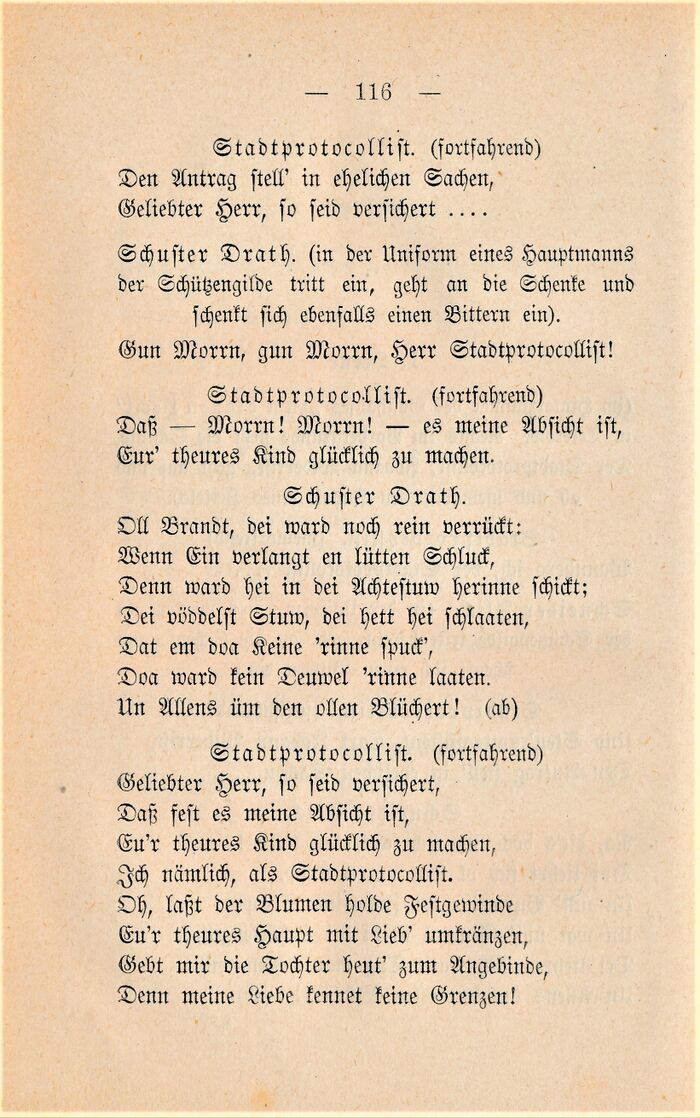 — 116 —
Stadtprotocollist. (fortfahrend)
Den Antrag stell' in ehelichen Sachen,
Geliebter Herr, so seid versichert ....
Schuster Drath. (in der Uniform eines Hauptmanns
der Schützengilde tritt ein, geht an die Schenke und
schenkt sich ebenfalls einen Bittern ein).
Gun Morrn, gun Morrn, Herr Stadtprotocollist!
Stadtprotocollist. (fortfahrend)
Daß — Morrn! Morrn! — es meine Absicht ist,
Eur' theures Kind glücklich zu machen.
Schuster Drath.
Oll Brandt, dei ward noch rein verrückt:
Wenn Ein verlangt en lütten Schluck,
Denn ward hei in dei Achtestuw herinne schickt;
Dei vöddelst Stuw, dei hett hei schlaaten,
Dat em doa Keine 'rinne spuck',
Doa ward kein Deuwel 'rinne laaten.
Un Allens üm den ollen Blüchert! (ab)
Stadtprotocollist. (fortfahrend)
Geliebter Herr, so seid versichert,
Daß fest es meine Absicht ist,
Eu'r theures Kind glücklich zu machen,
Ich nämlich, als Stadtprotocollist.
Oh, laßt der Blumen holde Festgewinde
Eu'r theures Haupt mit Lieb' umkränzen,
Gebt mir die Tochter heut' zum Angebinde,
Denn meine Liebe kennet keine Grenzen!